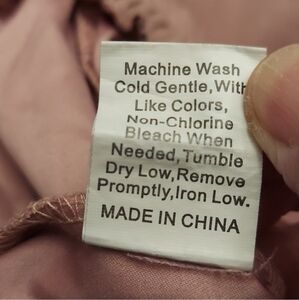 Machine Wash
Cold Gentle,With
Like Colors,
Non-Chlorine
Bleach When
Needed,Tumble
Dry Low,Remove
Promptly,Iron Low.
MADE IN CHINA